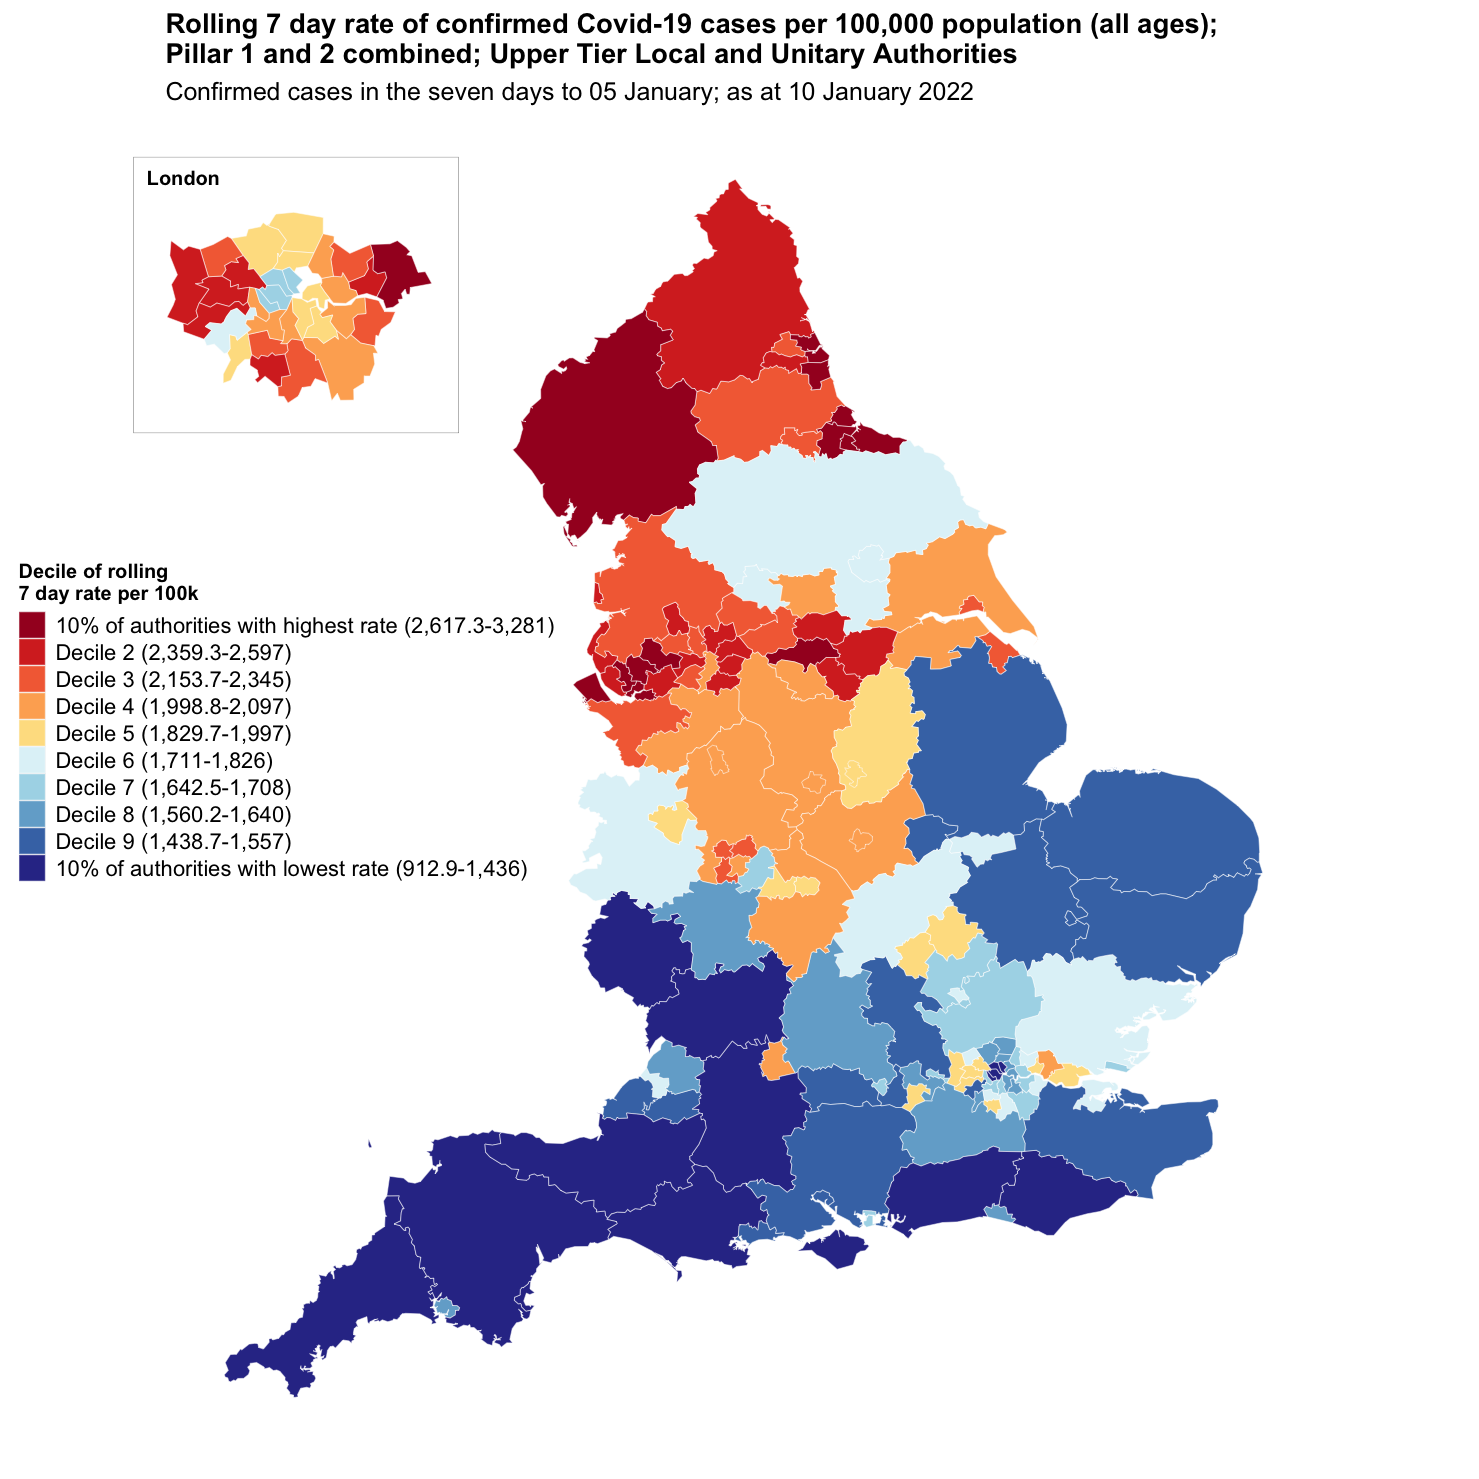 Rolling 7 day rate of confirmed Covid-19 cases per 100,000 population (all ages);
Pillar 1 and 2 combined; Upper Tier Local and Unitary Authorities
Confirmed cases in the seven days to 05 January; as at 10 January 2022
London
Decile of rolling
7 day rate per 100k
10% of authorities with highest rate (2,617.3-3,281)
Decile 2 (2,359.3-2,597)
Decile 3 (2,153.7-2,345)
Decile 4 (1,998.8-2,097)
Decile 5 (1,829.7-1,997)
Decile 6 (1,711-1,826)
Decile 7 (1,642.5-1,708)
Decile 8 (1,560.2-1,640)
Decile 9 (1,438.7-1,557)
10% of authorities with lowest rate (912.9-1,436)